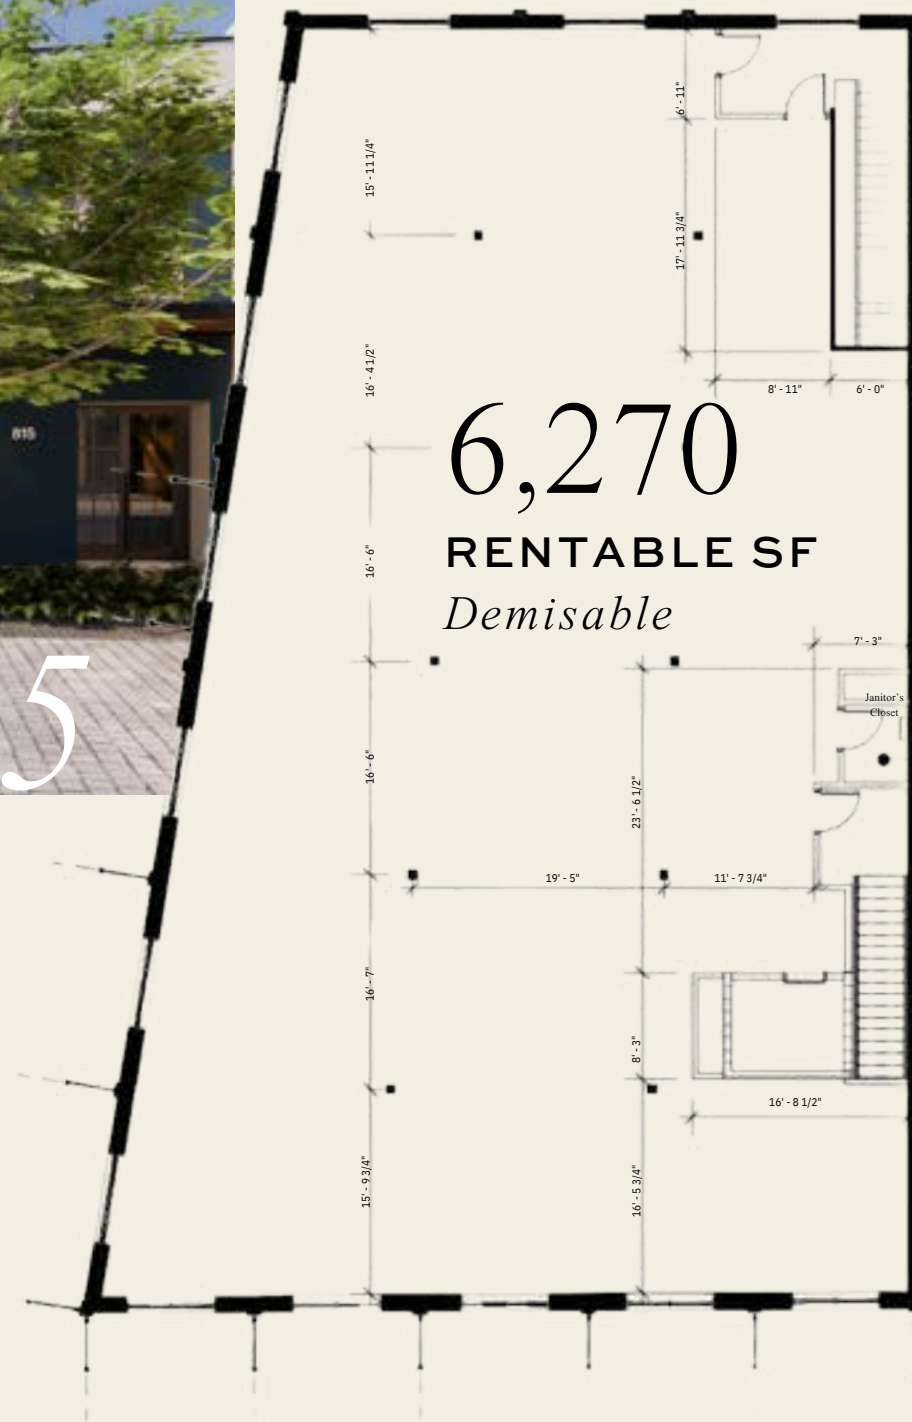 6' - 11"
15' - 11 1/4"
17' - 11 3/4"
16' - 4 1/2"
8' - 11"
6' - 0"
815
6,270
RENTABLE SF
Demisable
16' - 6"
7' - 3"
Janitor's
Closet
5
16' - 6"
23' - 6 1/2"
19' - 5"
11' - 7 3/4"
16' - 7"
8' - 3"
16' - 8 1/2"
15' - 9 3/4"
16' - 5 3/4"